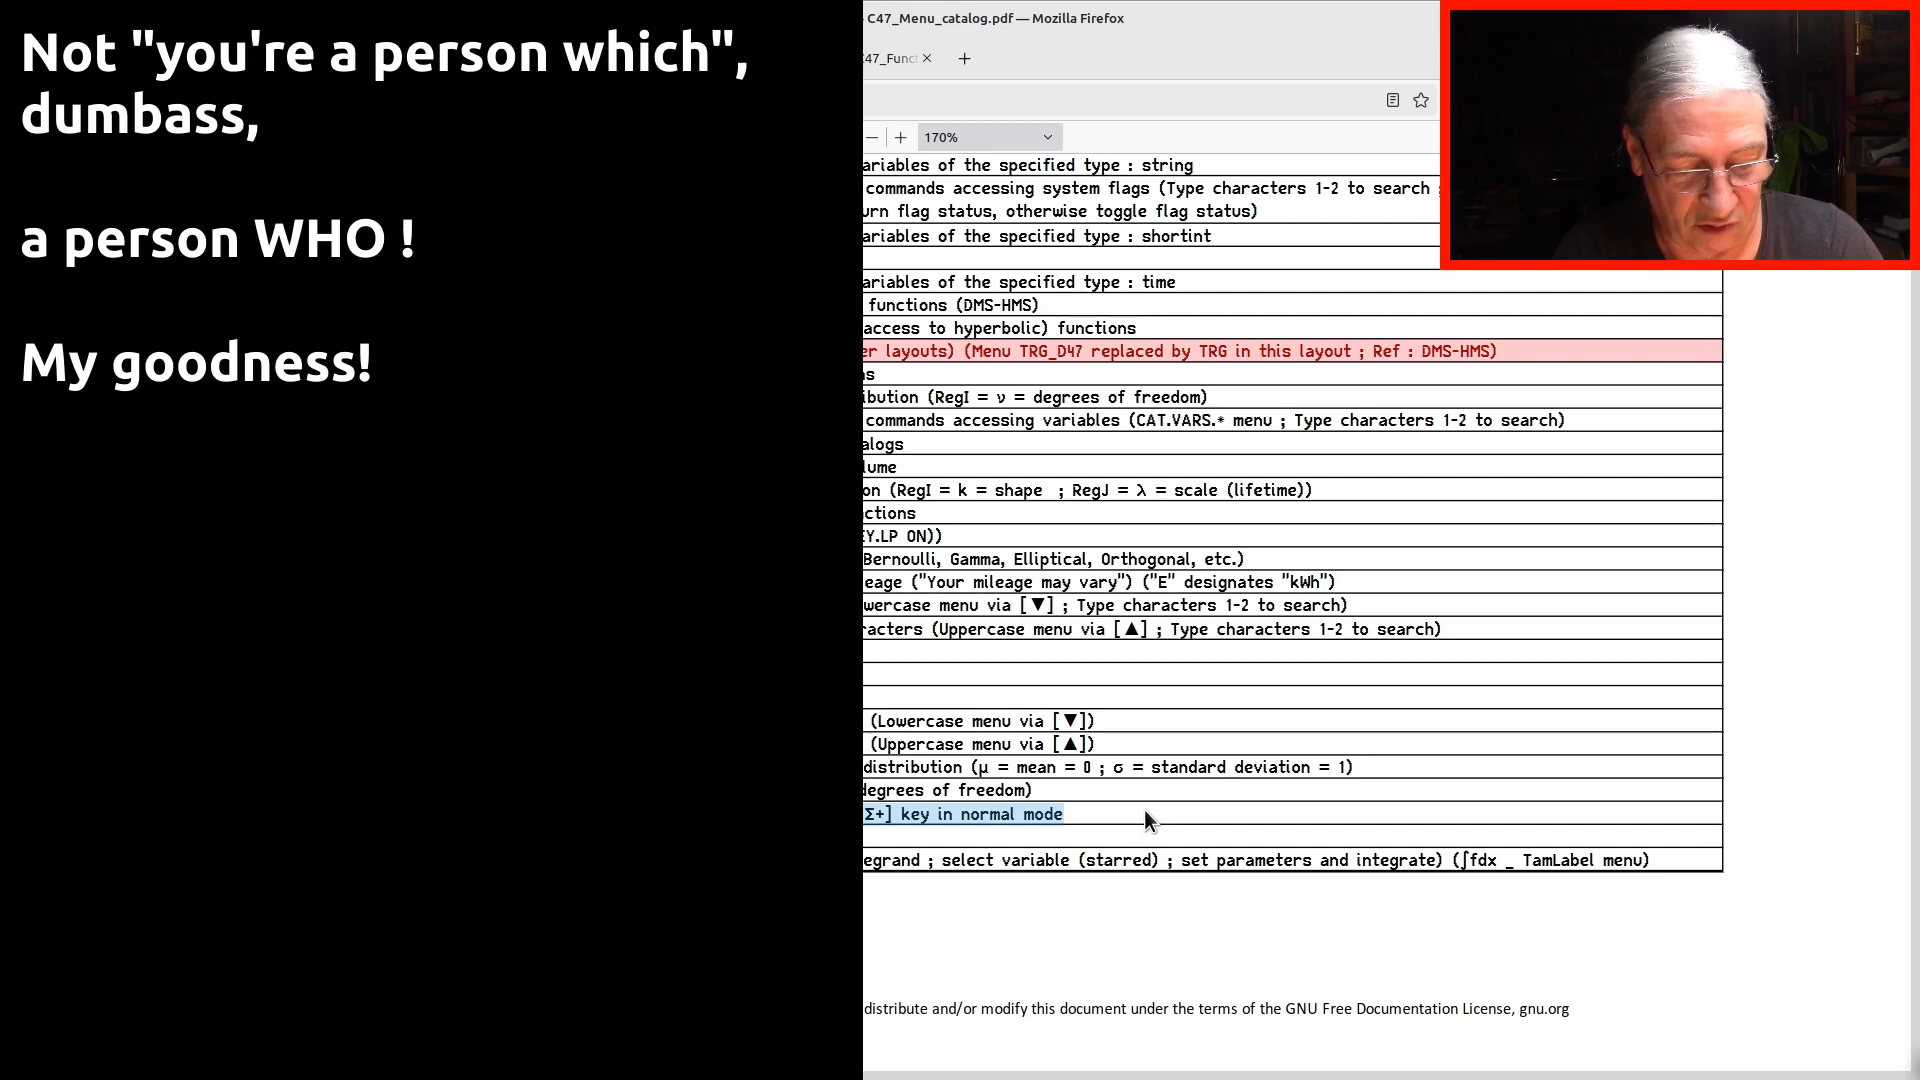 Not "you're a person which",
dumbass,
a person WHO !
My goodness!
C47_Menu_catalog.pdf — Mozilla Firefox
170%
ariables of the specified type : string
commands accessing system flags (Type characters 1-2 to search
urn flag status, otherwise toggle flag status)
ariables of the specified type : shortint
ariables of the specified type : time
functions (DMS-HMS)
access to hyperbolic) functions
er layouts) (Menu TRG_D47 replaced by TRG in this layout ; Ref : DMS-HMS)
ns
ibution (RegI = ν = degrees of freedom)
commands accessing variables (CAT.VARS.* menu ; Type characters 1-2 to search)
alogs
lume
on (RegI = k = shape ; RegJ = λ = scale (lifetime))
ctions
EY.LP ON))
Bernoulli, Gamma, Elliptical, Orthogonal, etc.)
eage ("Your mileage may vary") ("E" designates "kWh")
wercase menu via [▼] ; Type characters 1-2 to search)
racters (Uppercase menu via [▲] ; Type characters 1-2 to search)
(Lowercase menu via [▼])
(Uppercase menu via [▲])
distribution (μ = mean = 0 ; σ = standard deviation = 1)
degrees of freedom)
Σ+] key in normal mode
egrand ; select variable (starred) ; set parameters and integrate) (∫fdx _ TamLabel menu)
distribute and/or modify this document under the terms of the GNU Free Documentation License, gnu.org